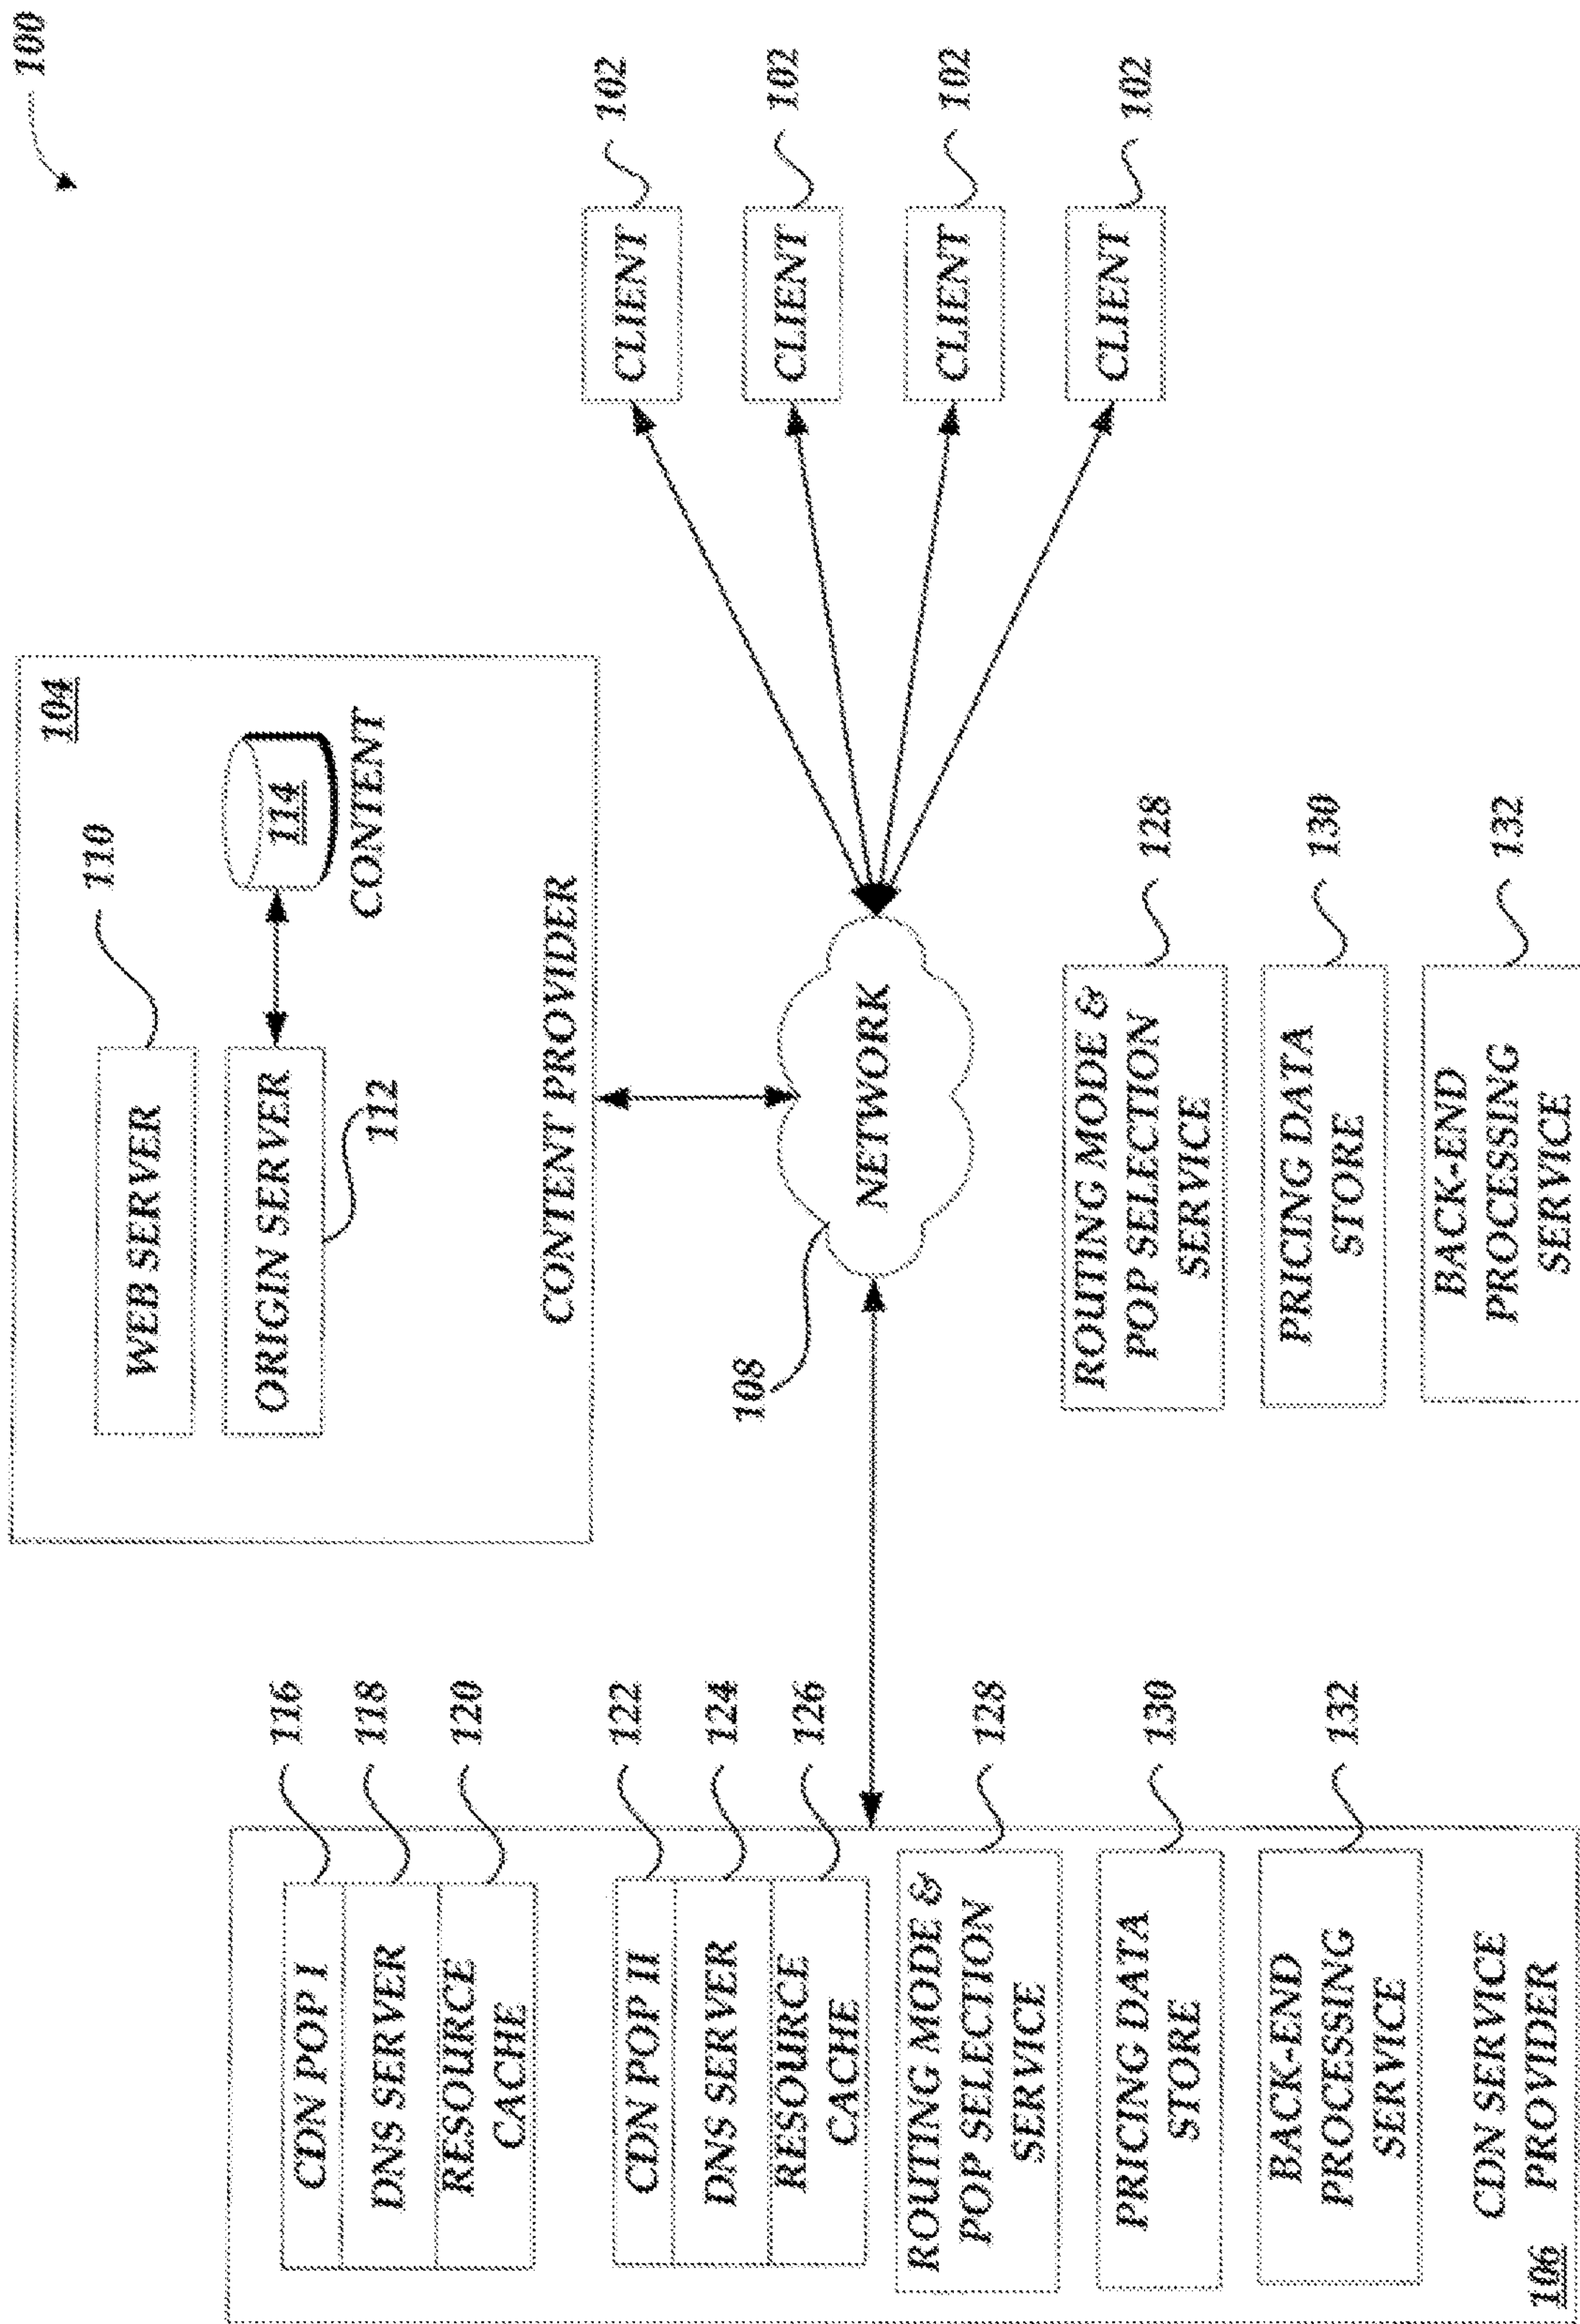 100
104
WEB SERVER
110
ORIGIN SERVER
112
114
CONTENT
CONTENT PROVIDER
CLIENT
102
CLIENT
102
CLIENT
102
CLIENT
102
NETWORK
108
CDN POP I
116
DNS SERVER
118
RESOURCE
CACHE
120
CDN POP II
122
DNS SERVER
124
RESOURCE
CACHE
126
ROUTING MODE &
POP SELECTION
SERVICE
128
PRICING DATA
STORE
130
BACK-END
PROCESSING
SERVICE
132
CDN SERVICE
PROVIDER
106
ROUTING MODE &
POP SELECTION
SERVICE
128
PRICING DATA
STORE
130
BACK-END
PROCESSING
SERVICE
132